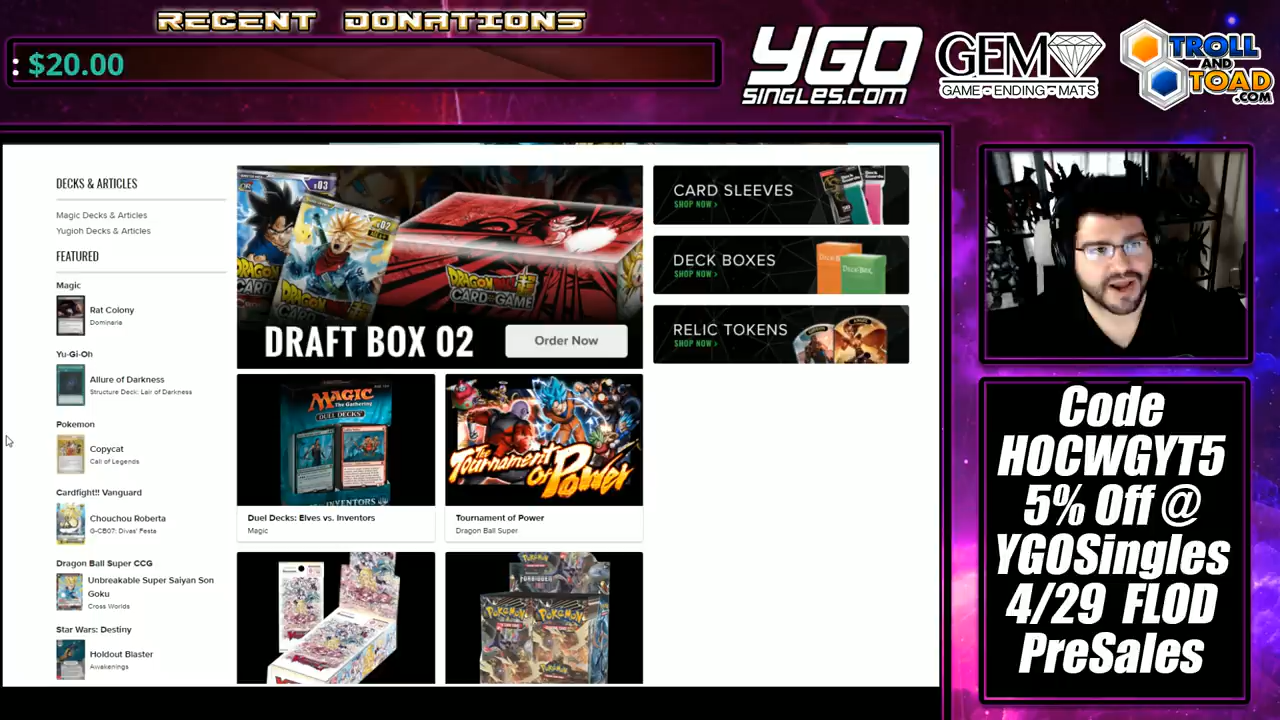 RECENT DONATIONS
: $20.00
YGO
SINGLES.COM
GEM
GAME-ENDING-MATS
TROLL
AND
TOAD
.COM
DECKS & ARTICLES
Magic Decks & Articles
Yugioh Decks & Articles
FEATURED
Magic
Rat Colony
Dominaria
Yu-Gi-Oh
Allure of Darkness
Structure Deck: Lair of Darkness
Pokemon
Copycat
Call of Legends
Cardfight!! Vanguard
Chouchou Roberta
G-CB07: Divas' Festa
Dragon Ball Super CCG
Unbreakable Super Saiyan Son
Goku
Cross Worlds
Star Wars: Destiny
Holdout Blaster
Awakenings
DRAGON BALL
CARD GAME
DRAFT BOX 02
Order Now
MAGIC
The Gathering
DUEL DECKS
INVENTORS
Duel Decks: Elves vs. Inventors
Magic
The
Tournament
Of Power
Tournament of Power
Dragon Ball Super
Pokémon
FORBIDDEN
Pokémon
Pokémon
CARD SLEEVES
SHOP NOW >
DECK BOXES
SHOP NOW >
RELIC TOKENS
SHOP NOW >
Code
HOCWGYT5
5% Off @
YGOSingles
4/29 FLOD
PreSales